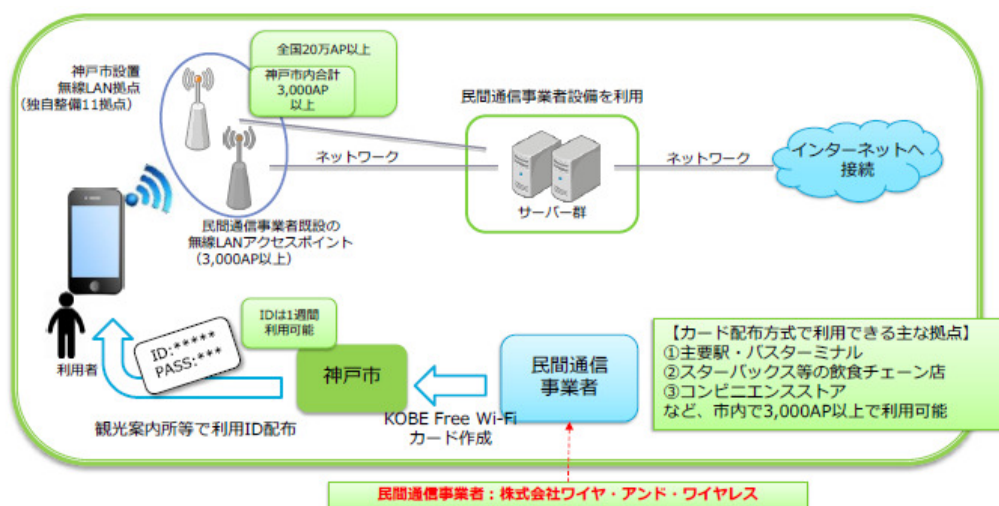 全国20万AP以上
神戸市内合計
3,000AP
以上
神戸市設置
無線LAN拠点
（独自整備11拠点）
民間通信事業者設備を利用
ネットワーク
ネットワーク
インターネットへ
接続
サーバー群
民間通信事業者既設の
無線LANアクセスポイント
（3,000AP以上）
IDは1週間
利用可能
ID:*****
PASS:***
利用者
神戸市
民間通信
事業者
KOBE Free Wi-Fi
カード作成
観光案内所等で利用ID配布
【カード配布方式で利用できる主な拠点】
①主要駅・バスターミナル
②スターバックス等の飲食チェーン店
③コンビニエンスストア
など、市内で3,000AP以上で利用可能
民間通信事業者：株式会社ワイヤ・アンド・ワイヤレス